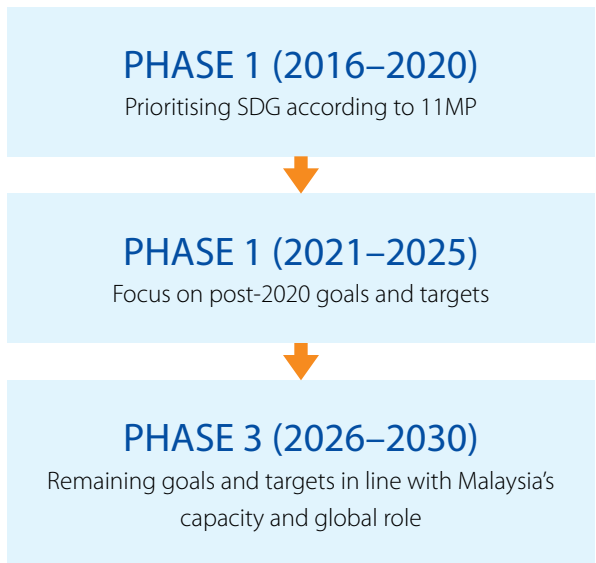 PHASE 1 (2016–2020)
Prioritising SDG according to 11MP
PHASE 1 (2021–2025)
Focus on post-2020 goals and targets
PHASE 3 (2026–2030)
Remaining goals and targets in line with Malaysia’s
capacity and global role